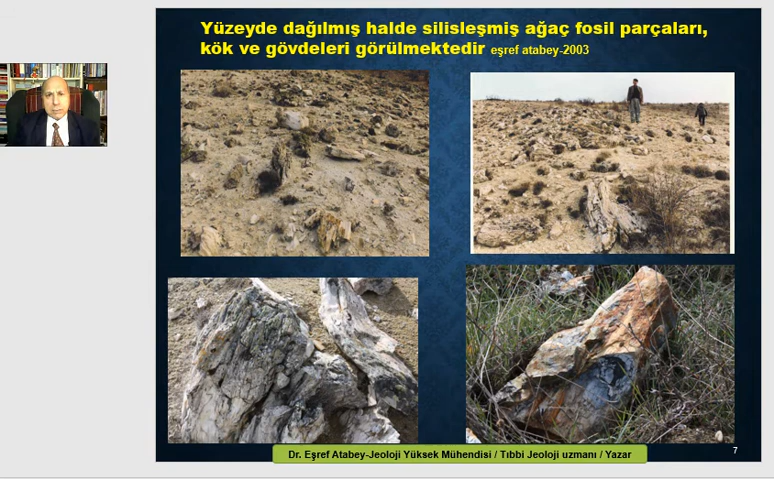 Yüzeyde dağılmış halde silisleşmiş ağaç fosil parçaları,
kök ve gövdeleri görülmektedir eşref atabey-2003
Dr. Eşref Atabey-Jeoloji Yüksek Mühendisi / Tıbbi Jeoloji uzmanı / Yazar
7